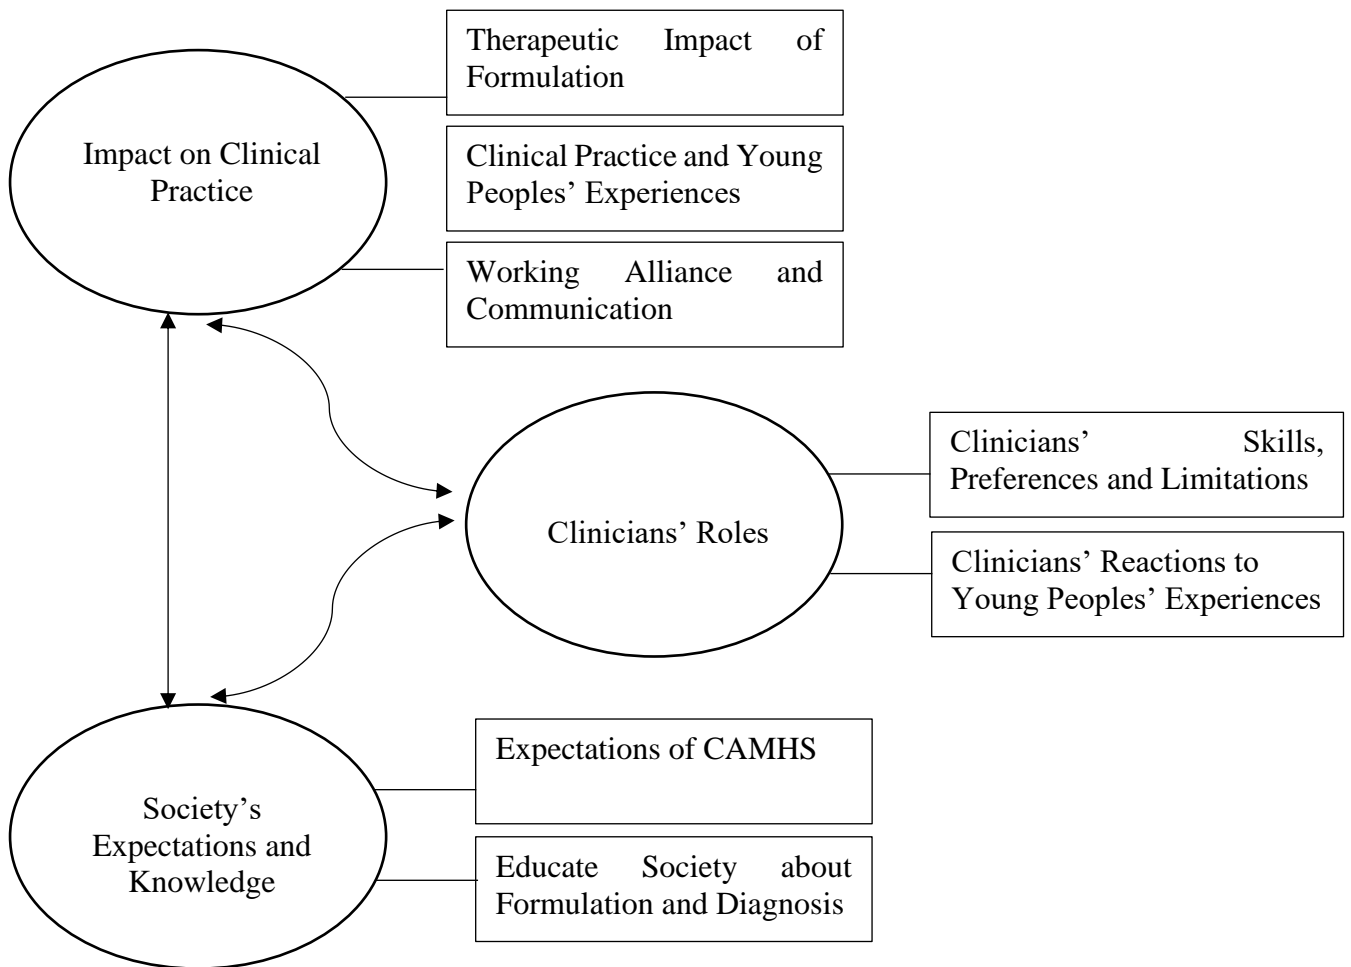 Therapeutic Impact of
Formulation
Impact on Clinical
Practice
Clinical Practice and Young
Peoples’ Experiences
Working Alliance and
Communication
Clinicians’ Skills,
Preferences and Limitations
Clinicians’ Roles
Clinicians’ Reactions to
Young Peoples’ Experiences
Expectations of CAMHS
Society’s
Expectations and
Knowledge
Educate Society about
Formulation and Diagnosis